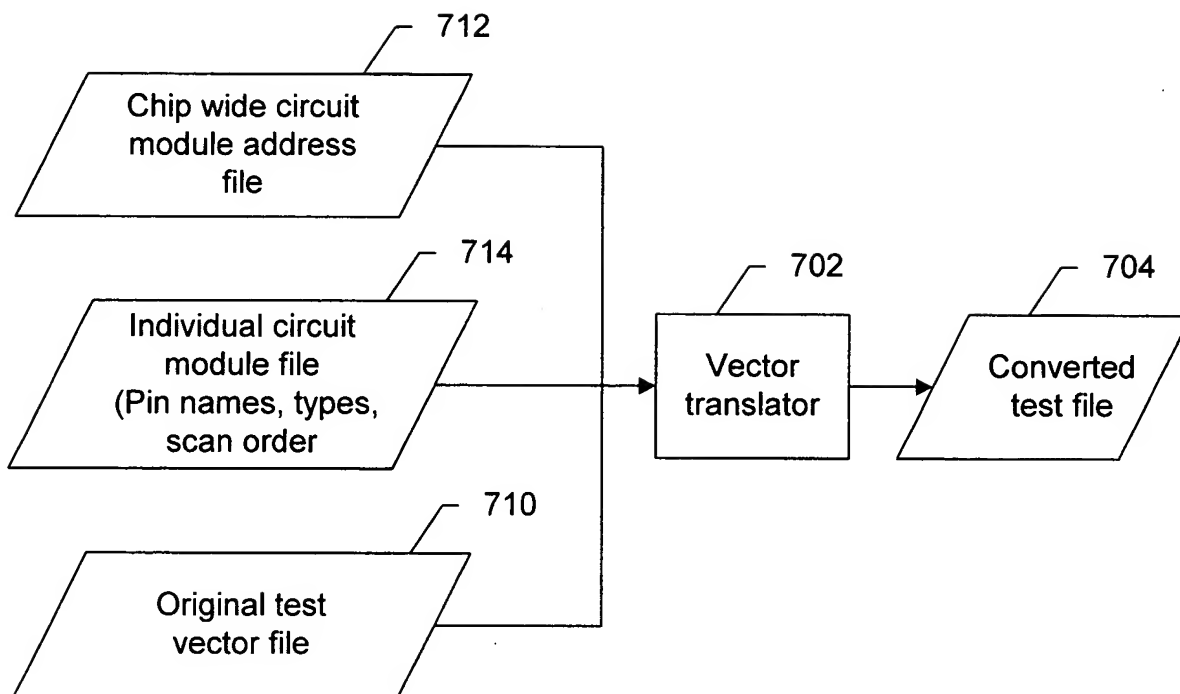 712
Chip wide circuit
module address
file
714
Individual circuit
module file
(Pin names, types,
scan order
702
Vector
translator
704
Converted
test file
710
Original test
vector file